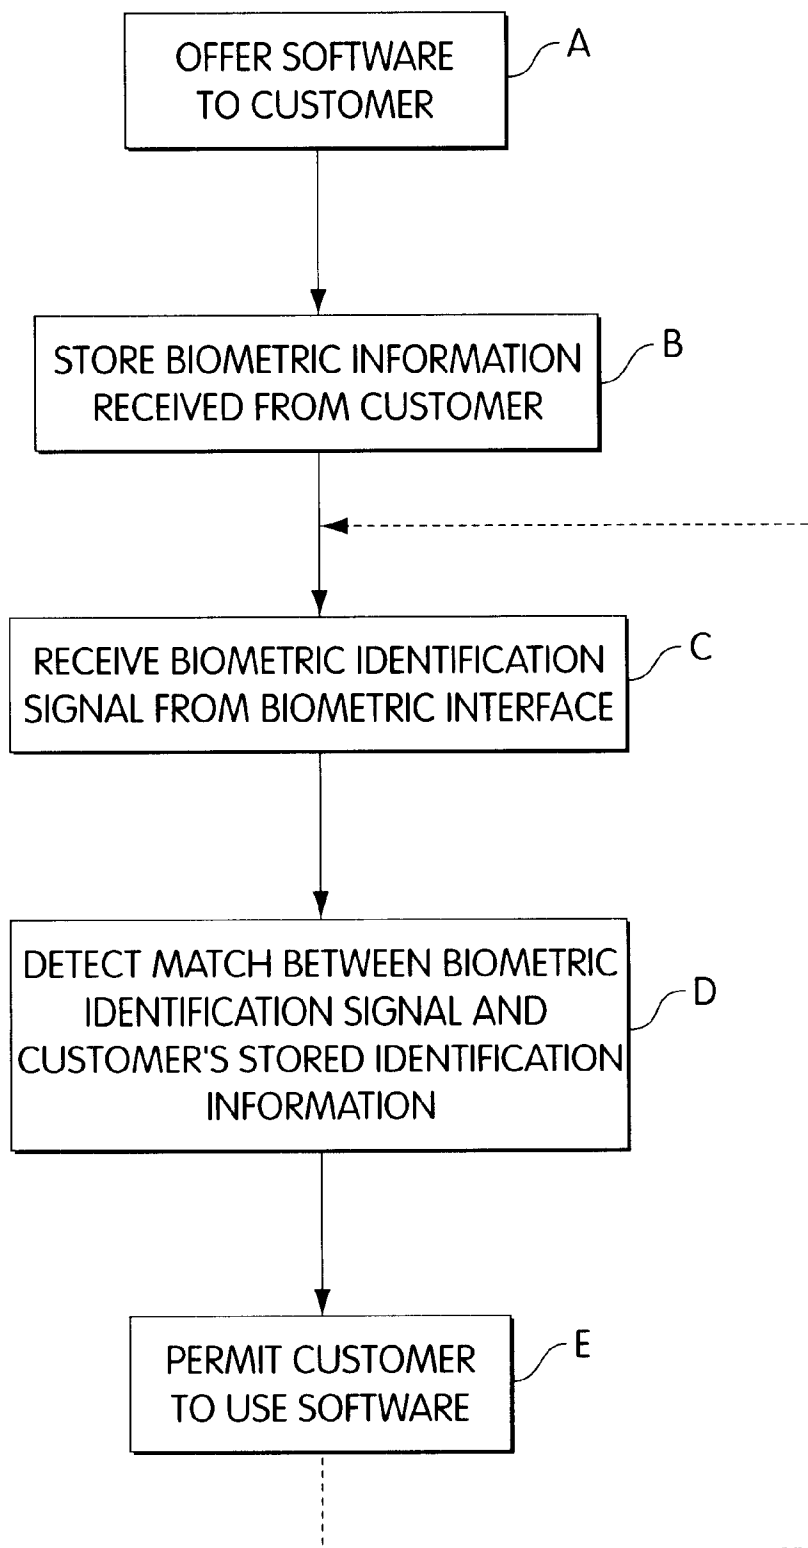 OFFER SOFTWARE
TO CUSTOMER
A
STORE BIOMETRIC INFORMATION
RECEIVED FROM CUSTOMER
B
RECEIVE BIOMETRIC IDENTIFICATION
SIGNAL FROM BIOMETRIC INTERFACE
C
DETECT MATCH BETWEEN BIOMETRIC
IDENTIFICATION SIGNAL AND
CUSTOMER'S STORED IDENTIFICATION
INFORMATION
D
PERMIT CUSTOMER
TO USE SOFTWARE
E